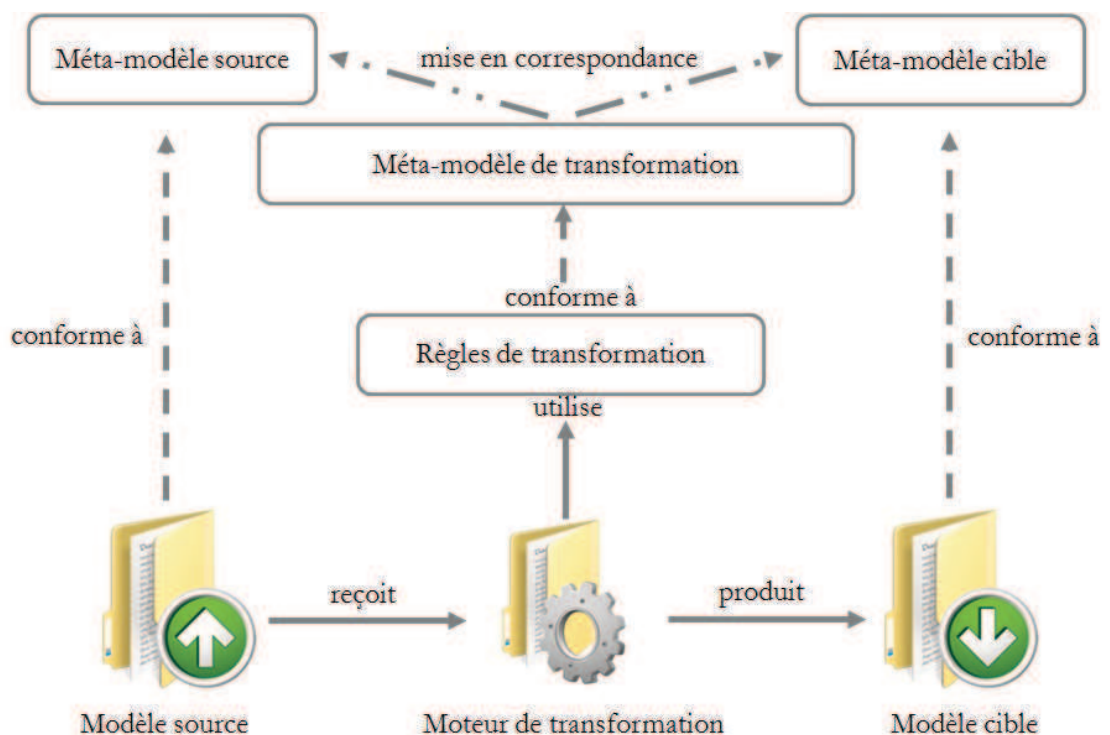 Méta-modèle source
mise en correspondance
Méta-modèle cible
Méta-modèle de transformation
conforme à
conforme à
conforme à
Règles de transformation
utilise
reçoit
produit
Modèle source
Moteur de transformation
Modèle cible